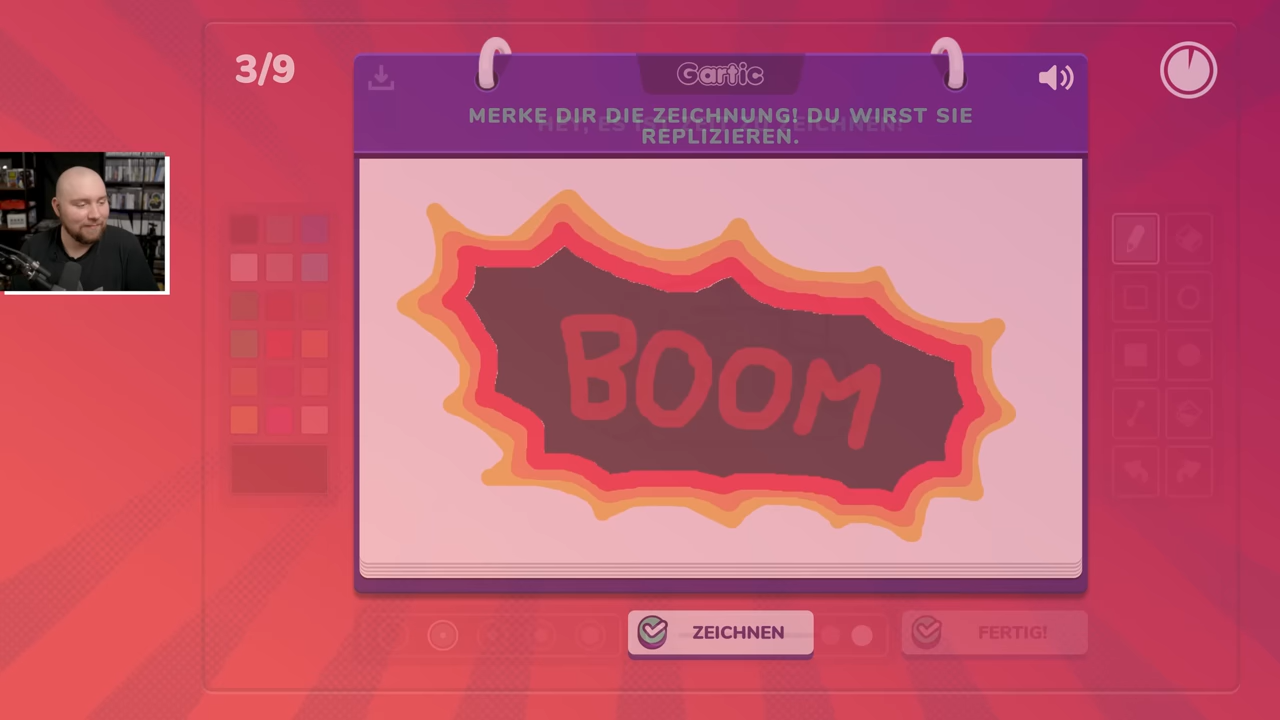 3/9
Gartic
MERKE DIR DIE ZEICHNUNG! DU WIRST SIE
REPLIZIEREN.
BOOM
ZEICHNEN
FERTIG!